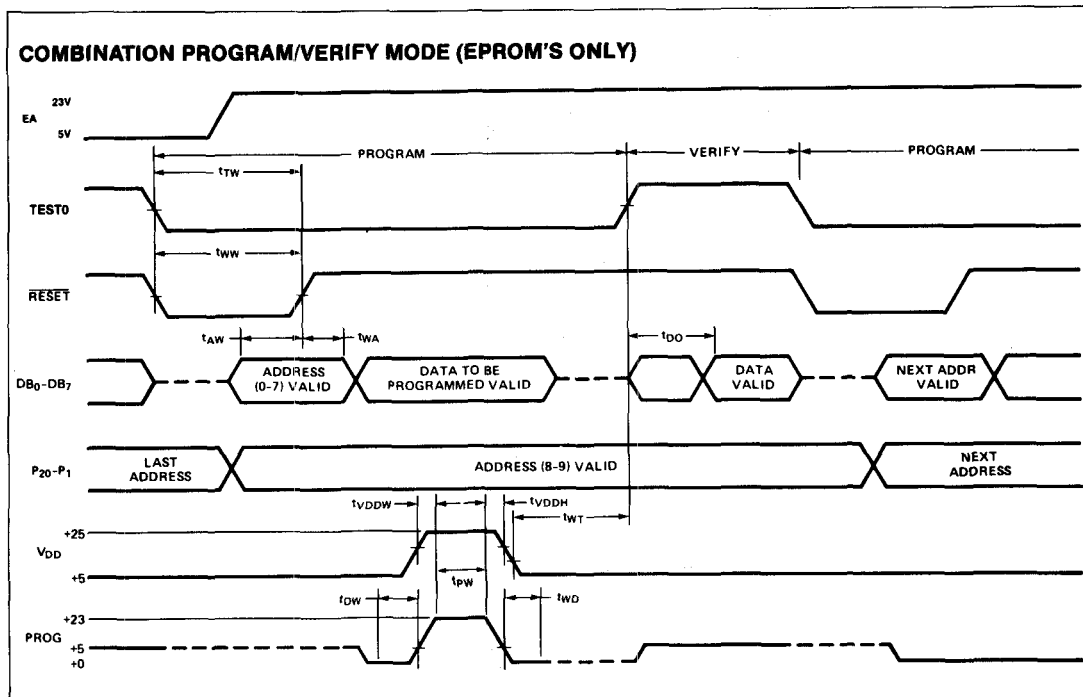 COMBINATION PROGRAM/VERIFY MODE (EPROM'S ONLY)
23V
EA
5V
PROGRAM
VERIFY
PROGRAM
tTW
TEST0
tWW
RESET
tAW
tWA
tDO
DB0-DB7
ADDRESS
(0-7) VALID
DATA TO BE
PROGRAMMED VALID
DATA
VALID
NEXT ADDR
VALID
P20-P1
LAST
ADDRESS
ADDRESS (8-9) VALID
NEXT
ADDRESS
tVDDW
tVDDH
tWT
+25
VDD
+5
tPW
tDW
tWD
+23
PROG
+5
+0